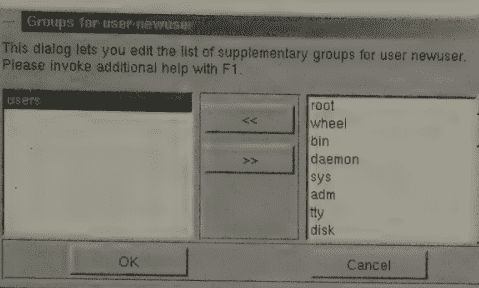 Groups for user newuser
This dialog lets you edit the list of supplementary groups for user newuser.
Please invoke additional help with F1.
users
<<
>>
root
wheel
bin
daemon
sys
adm
tty
disk
OK
Cancel